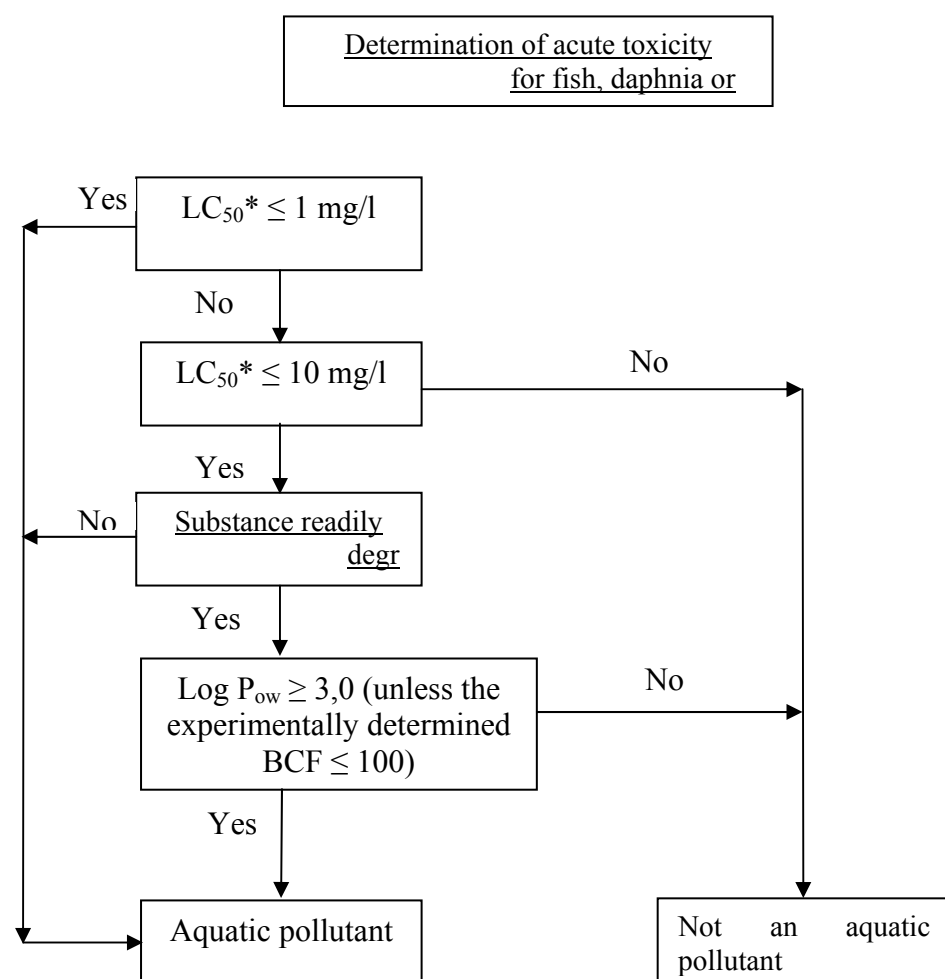 Determination of acute toxicity
for fish, daphnia or
Yes
LC₅₀* ≤ 1 mg/l
No
LC₅₀* ≤ 10 mg/l
No
Yes
No
Substance readily
degr
Yes
Log Pₒw ≥ 3,0 (unless the
experimentally determined
BCF ≤ 100)
No
Yes
Aquatic pollutant
Not an aquatic
pollutant